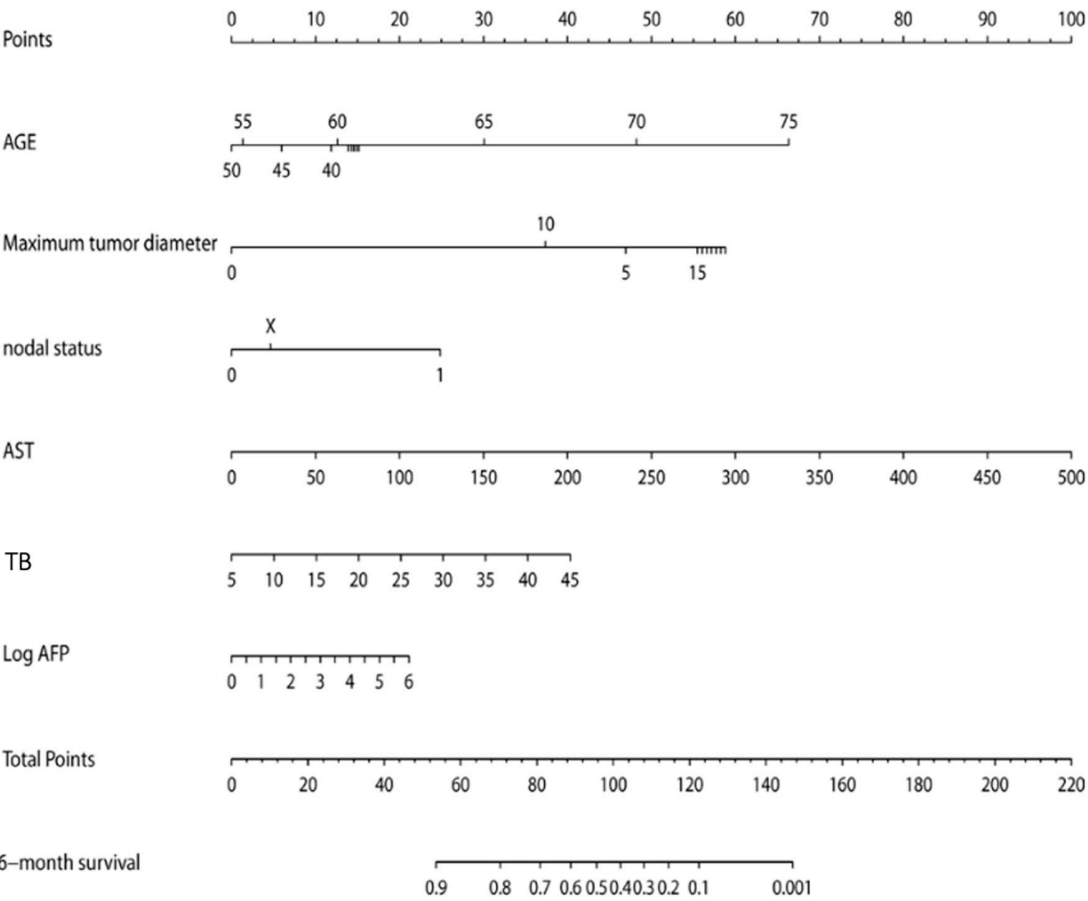 0 10 20 30 40 50 60 70 80 90 100
Points
55 60 65 70 75
AGE
50 45 40
10
Maximum tumor diameter
0 5 15
X
nodal status
0 1
AST
0 50 100 150 200 250 300 350 400 450 500
TB
5 10 15 20 25 30 35 40 45
Log AFP
0 1 2 3 4 5 6
Total Points
0 20 40 60 80 100 120 140 160 180 200 220
6–month survival
0.9 0.8 0.7 0.6 0.5 0.4 0.3 0.2 0.1 0.001